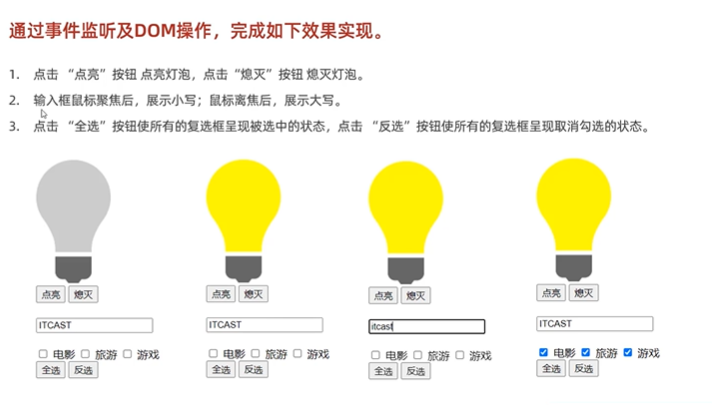 通过事件监听及DOM操作，完成如下效果实现。
1. 点击 “点亮”按钮 点亮灯泡，点击“熄灭”按钮 熄灭灯泡。
2. 输入框鼠标聚焦后，展示小写；鼠标离焦后，展示大写。
3. 点击 “全选”按钮使所有的复选框呈现被选中的状态，点击 “反选”按钮使所有的复选框呈现取消勾选的状态。
点亮 熄灭 点亮 熄灭 点亮 熄灭 点亮 熄灭
ITCAST ITCAST itcast ITCAST
电影 旅游 游戏 电影 旅游 游戏 电影 旅游 游戏 电影 旅游 游戏
全选 反选 全选 反选 全选 反选 全选 反选